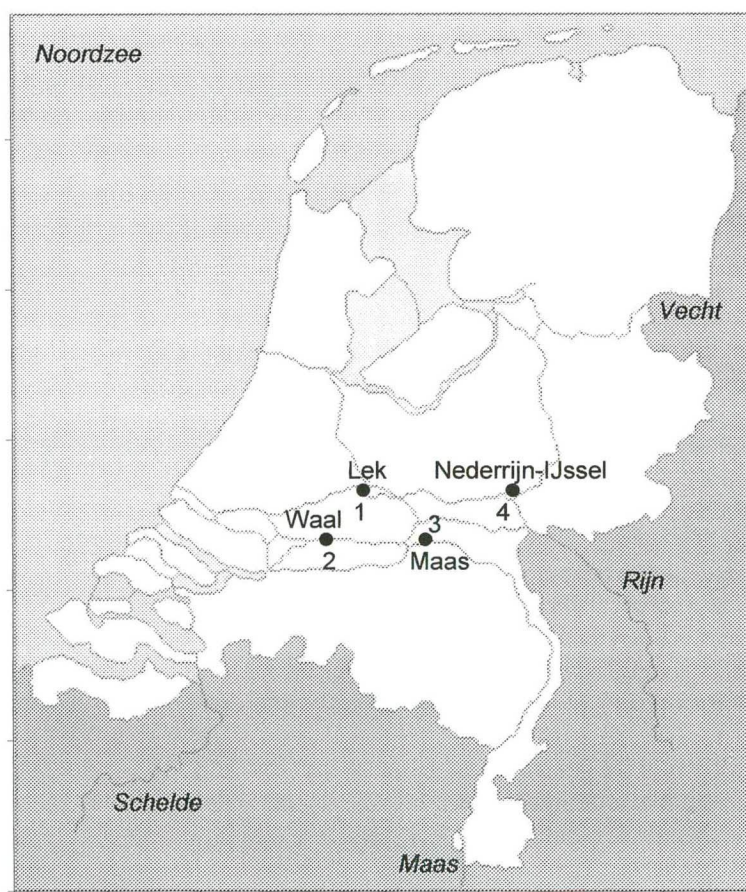 Noordzee
Vecht
Lek
Nederrijn-IJssel
1
4
Waal
3
2
Maas
Rijn
Schelde
Maas